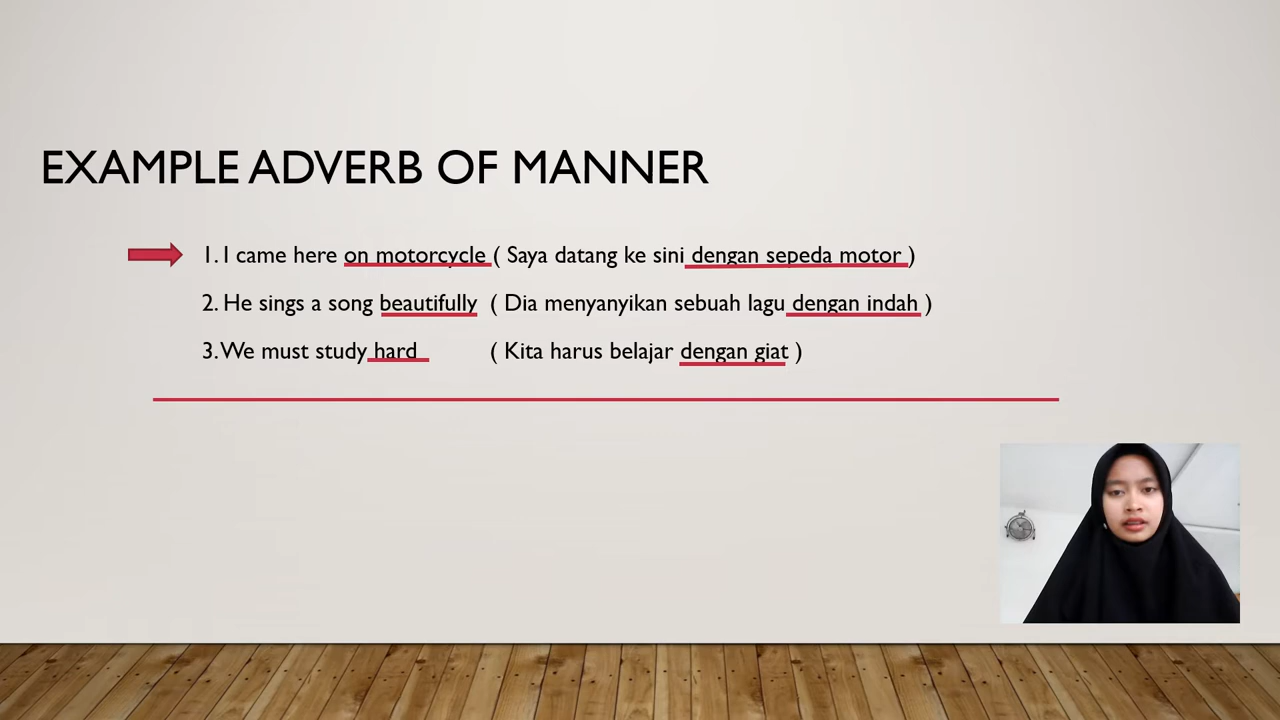 EXAMPLE ADVERB OF MANNER
1. I came here on motorcycle ( Saya datang ke sini dengan sepeda motor )
2. He sings a song beautifully ( Dia menyanyikan sebuah lagu dengan indah )
3. We must study hard ( Kita harus belajar dengan giat )